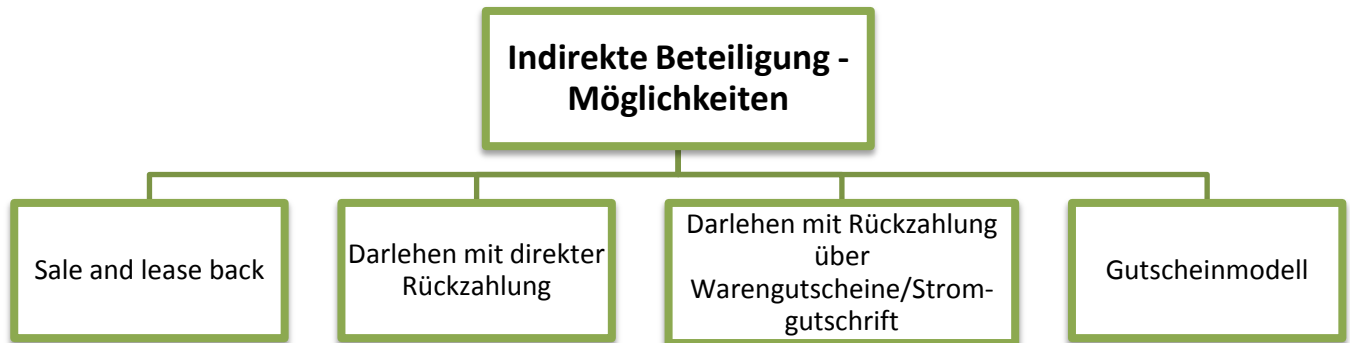 Indirekte Beteiligung -
Möglichkeiten
Sale and lease back
Darlehen mit direkter
Rückzahlung
Darlehen mit Rückzahlung
über
Warengutscheine/Strom-
gutschrift
Gutscheinmodell